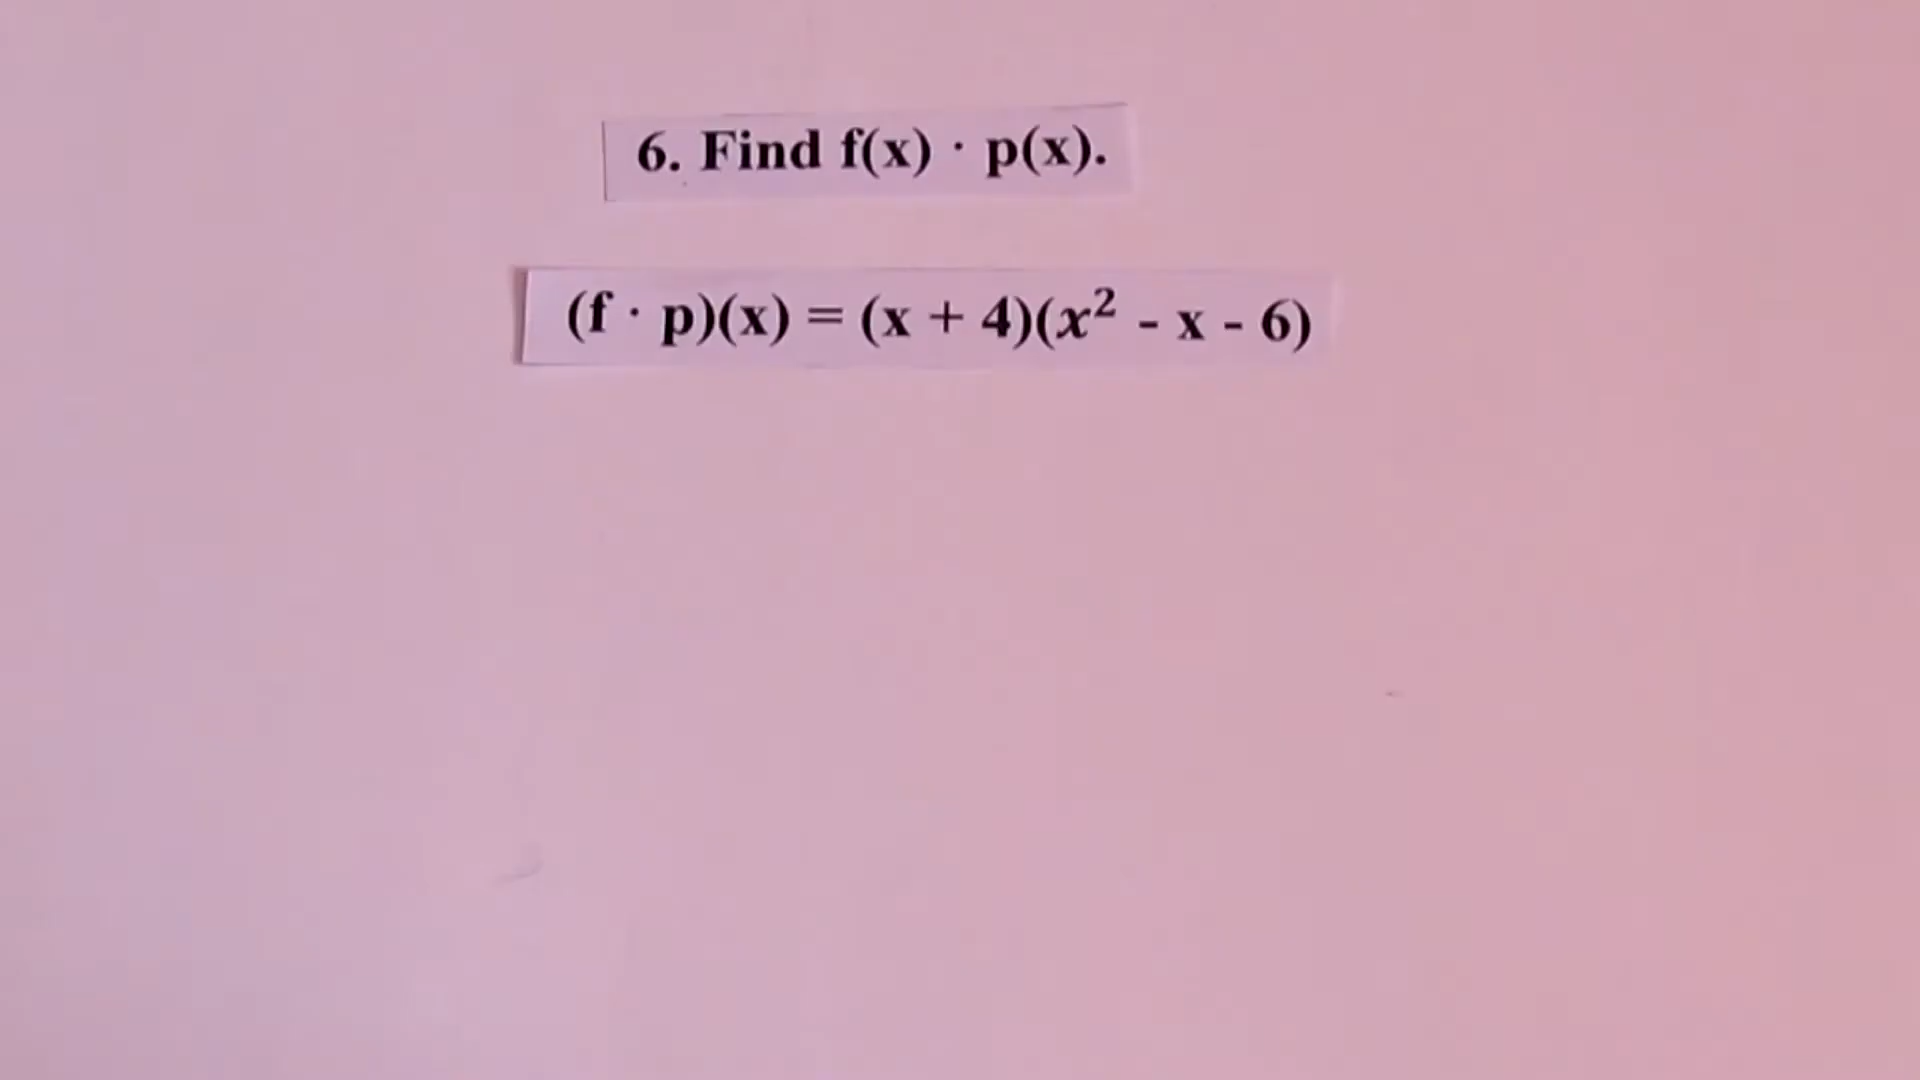 6. Find f(x) · p(x).
(f · p)(x) = (x + 4)(x² - x - 6)